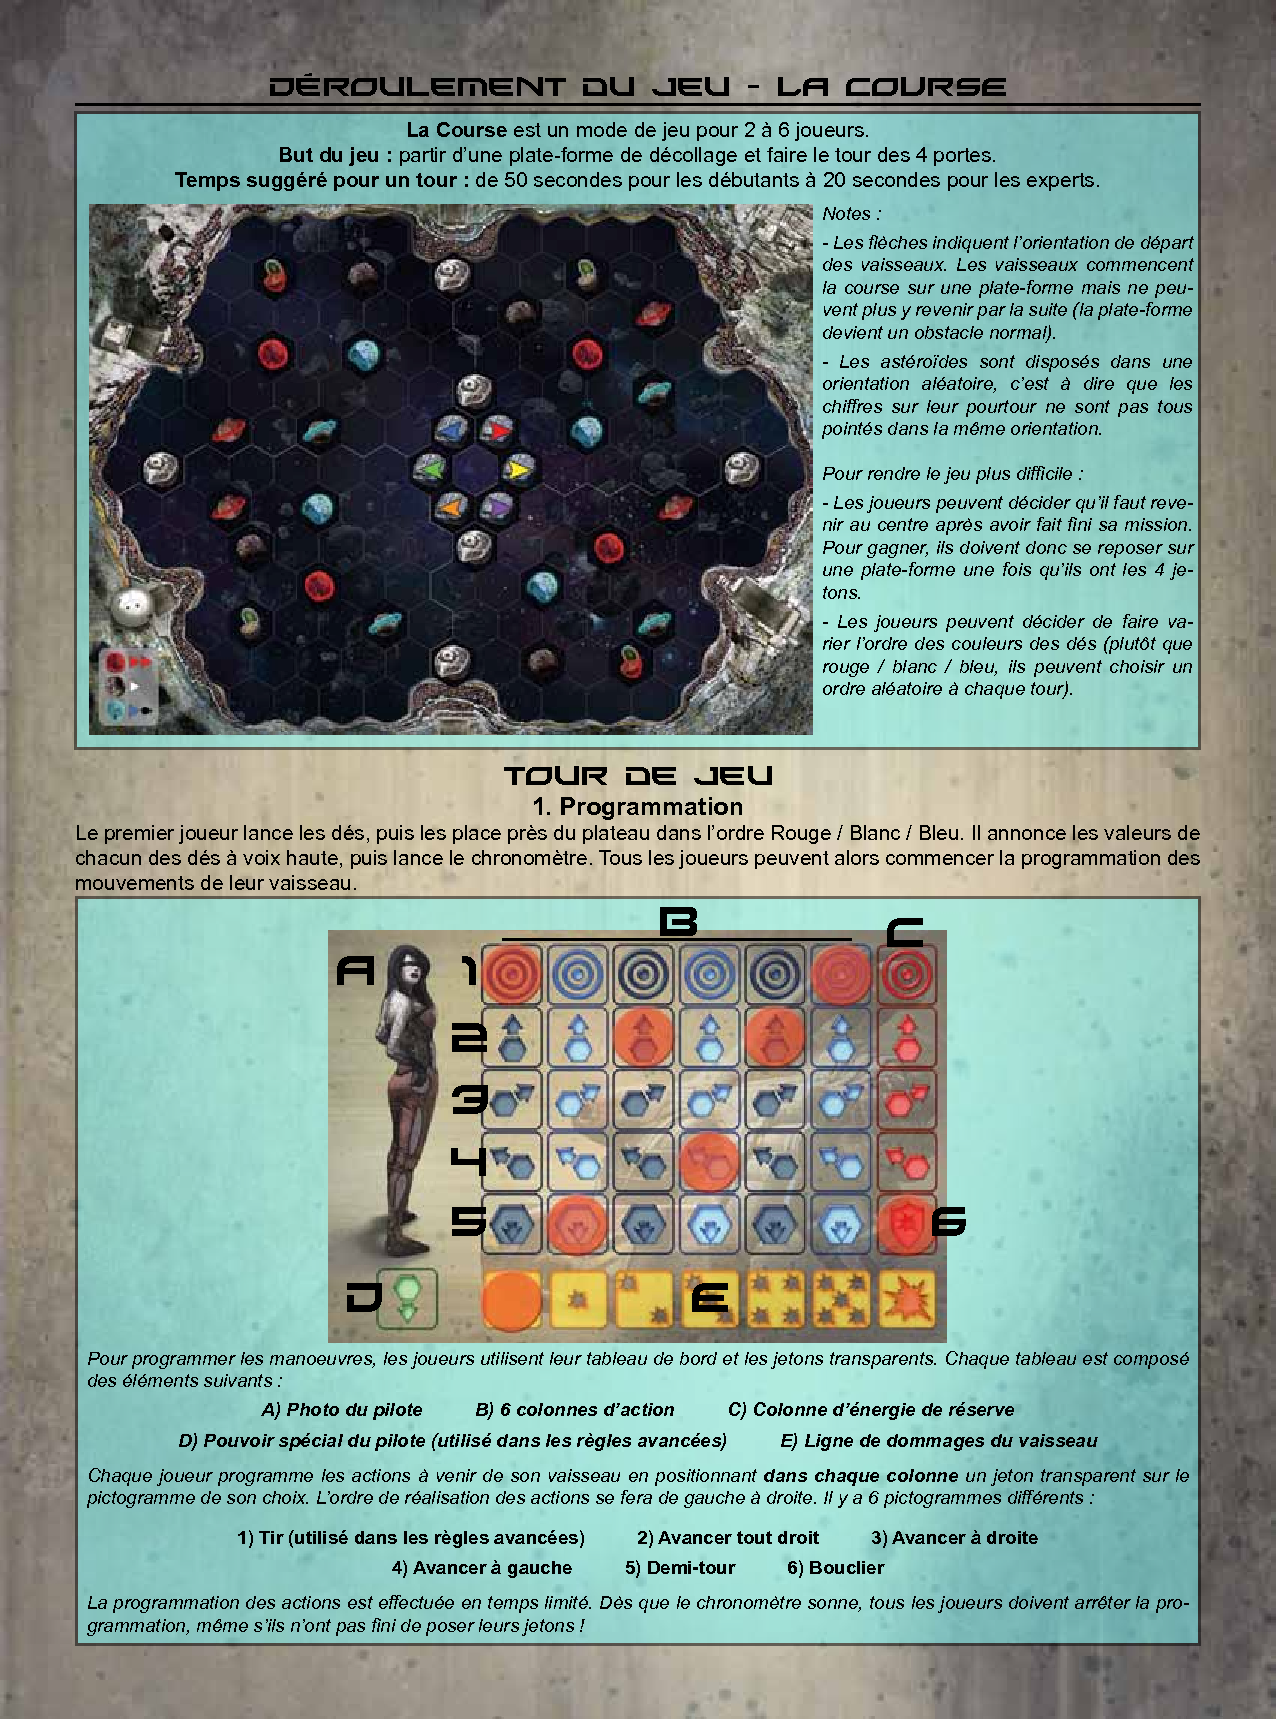 DÉROULEMENT DU JEU - LA COURSE
La Course est un mode de jeu pour 2 à 6 joueurs.
But du jeu : partir d'une plate-forme de décollage et faire le tour des 4 portes.
Temps suggéré pour un tour : de 50 secondes pour les débutants à 20 secondes pour les experts.
Notes :
- Les flèches indiquent l'orientation de départ
des vaisseaux. Les vaisseaux commencent
la course sur une plate-forme mais ne peu-
vent plus y revenir par la suite (la plate-forme
devient un obstacle normal).
- Les astéroïdes sont disposés dans une
orientation aléatoire, c'est à dire que les
chiffres sur leur pourtour ne sont pas tous
pointés dans la même orientation.
Pour rendre le jeu plus difficile :
- Les joueurs peuvent décider qu'il faut reve-
nir au centre après avoir fait fini sa mission.
Pour gagner, ils doivent donc se reposer sur
une plate-forme une fois qu'ils ont les 4 je-
tons.
- Les joueurs peuvent décider de faire va-
rier l'ordre des couleurs des dés (plutôt que
rouge / blanc / bleu, ils peuvent choisir un
ordre aléatoire à chaque tour).
TOUR DE JEU
1. Programmation
Le premier joueur lance les dés, puis les place près du plateau dans l'ordre Rouge / Blanc / Bleu. Il annonce les valeurs de
chacun des dés à voix haute, puis lance le chronomètre. Tous les joueurs peuvent alors commencer la programmation des
mouvements de leur vaisseau.
B
C
A 1
2
3
4
5 6
D E
Pour programmer les manoeuvres, les joueurs utilisent leur tableau de bord et les jetons transparents. Chaque tableau est composé
des éléments suivants :
A) Photo du pilote B) 6 colonnes d'action C) Colonne d'énergie de réserve
D) Pouvoir spécial du pilote (utilisé dans les règles avancées) E) Ligne de dommages du vaisseau
Chaque joueur programme les actions à venir de son vaisseau en positionnant dans chaque colonne un jeton transparent sur le
pictogramme de son choix. L'ordre de réalisation des actions se fera de gauche à droite. Il y a 6 pictogrammes différents :
1) Tir (utilisé dans les règles avancées) 2) Avancer tout droit 3) Avancer à droite
4) Avancer à gauche 5) Demi-tour 6) Bouclier
La programmation des actions est effectuée en temps limité. Dès que le chronomètre sonne, tous les joueurs doivent arrêter la pro-
grammation, même s'ils n'ont pas fini de poser leurs jetons !